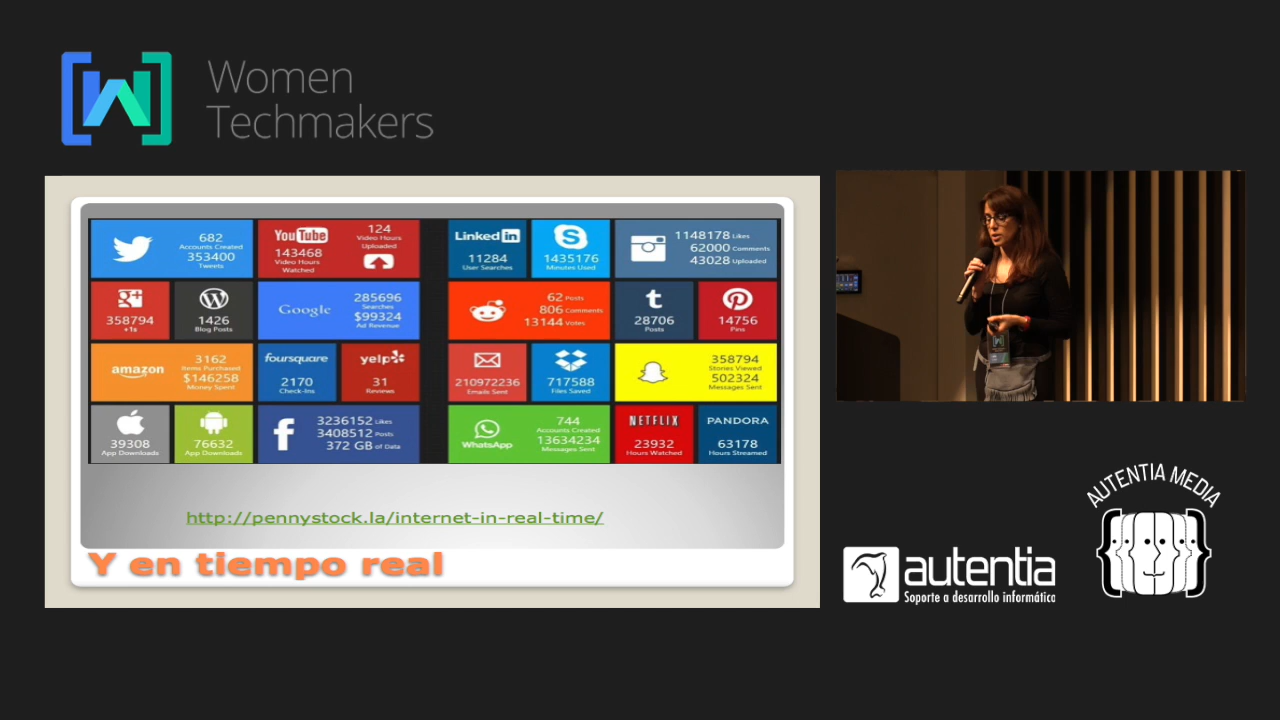 Women
Techmakers
682
Accounts Created
353400
Tweets
YouTube
143468
Video Hours
Watched
124
Video Hours
Uploaded
LinkedIn
11284
User Searches
S
1435176
Minutes Used
1148178 Likes
62000 Comments
43028 Uploaded
g+
358794
+1s
1426
Blog Posts
Google
285696
Searches
$99324
Ad Revenue
62 Posts
806 Comments
13144 Votes
t
28706
Posts
14756
Pins
amazon
3162
Items Purchased
$146258
Money Spent
foursquare
2170
Check-Ins
yelp
31
Reviews
210972236
Emails Sent
717588
Files Saved
358794
Stories Viewed
502324
Messages Sent
39308
App Downloads
76632
App Downloads
f
3236152 Likes
3408512 Posts
372 GB of Data
WhatsApp
744
Accounts Created
13634234
Messages Sent
NETFLIX
23932
Hours Watched
PANDORA
63178
Hours Streamed
http://pennystock.la/internet-in-real-time/
Y en tiempo real
autentia
Soporte a desarrollo informática
AUTENTIA MEDIA